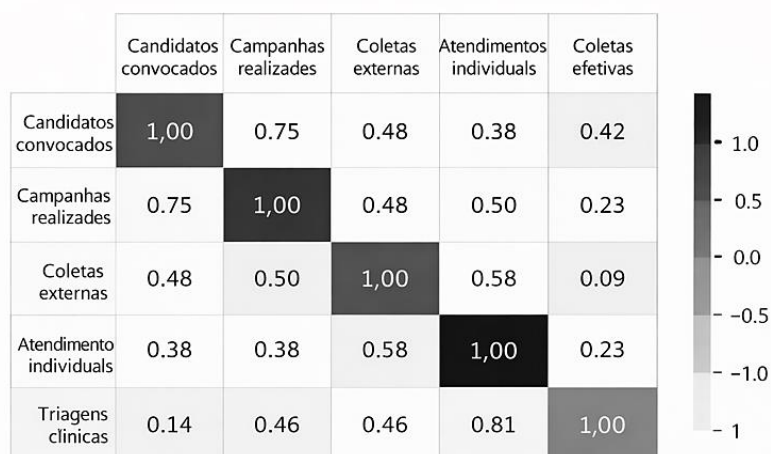 Candidatos Campanhas Coletas Atendimentos Coletas
convocados realizades externas individuals efetivas
Candidatos
convocados 1,00 0.75 0.48 0.38 0.42
Campanhas
realizades 0.75 1,00 0.48 0.50 0.23
Coletas
externas 0.48 0.50 1,00 0.58 0.09
Atendimento
individuals 0.38 0.38 0.58 1,00 0.23
Triagens
clinicas 0.14 0.46 0.46 0.81 1,00
1.0
0.5
0.0
-0.5
-1.0
1